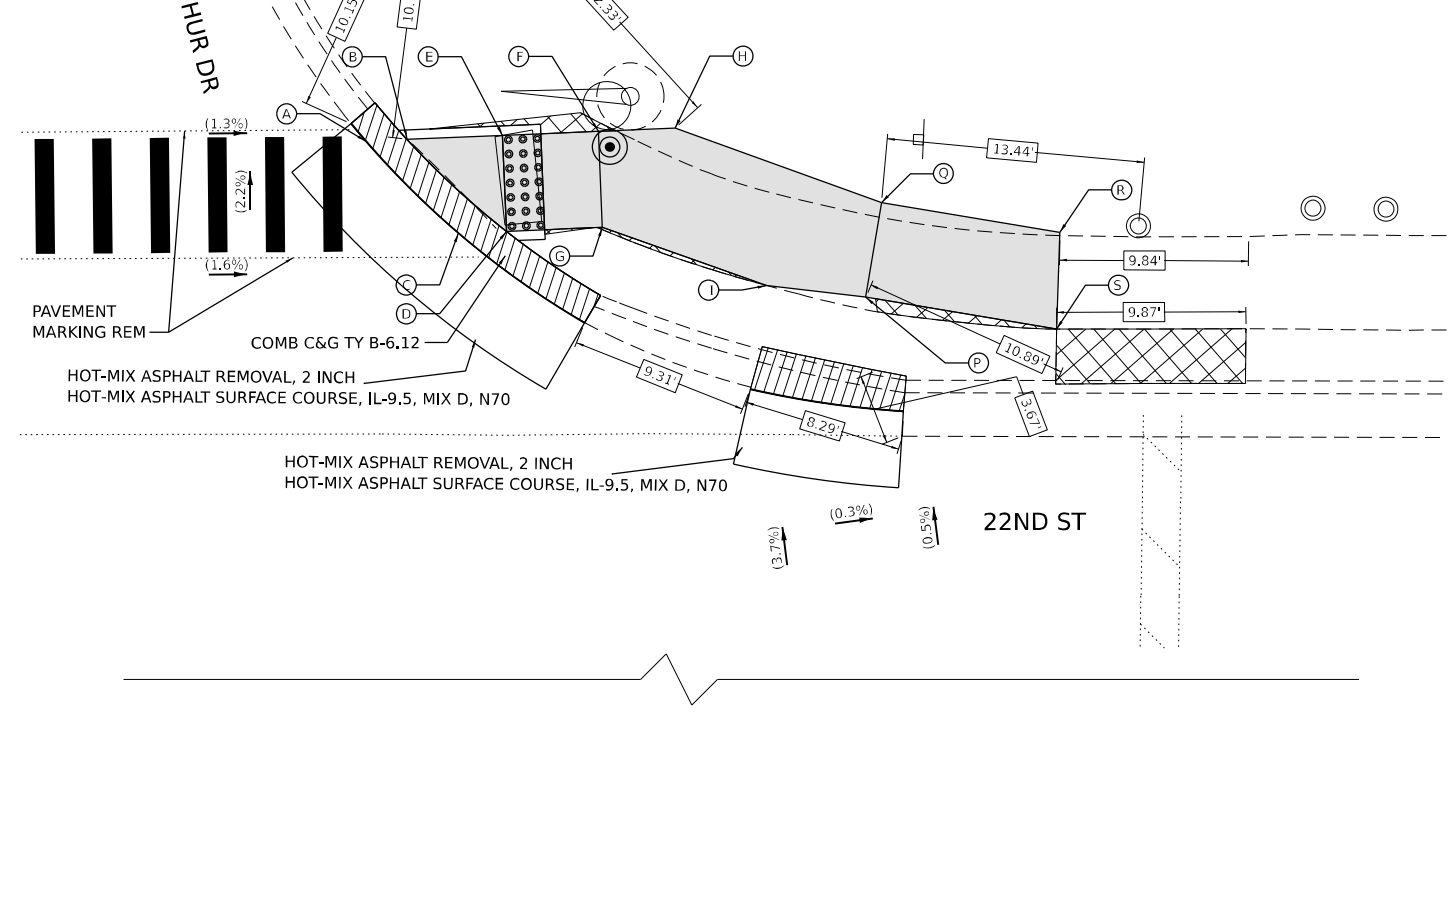 HUR DR
10.15
10.
2.33'
B
E
F
H
A
(1.3%)
(2.2%)
(1.6%)
13.44'
Q
R
G
C
D
I
9.84'
S
9.87'
P
10.89'
PAVEMENT
MARKING REM
COMB C&G TY B-6.12
HOT-MIX ASPHALT REMOVAL, 2 INCH
HOT-MIX ASPHALT SURFACE COURSE, IL-9.5, MIX D, N70
9.31'
8.29'
3.67'
HOT-MIX ASPHALT REMOVAL, 2 INCH
HOT-MIX ASPHALT SURFACE COURSE, IL-9.5, MIX D, N70
(3.7%)
(0.3%)
(0.5%)
22ND ST